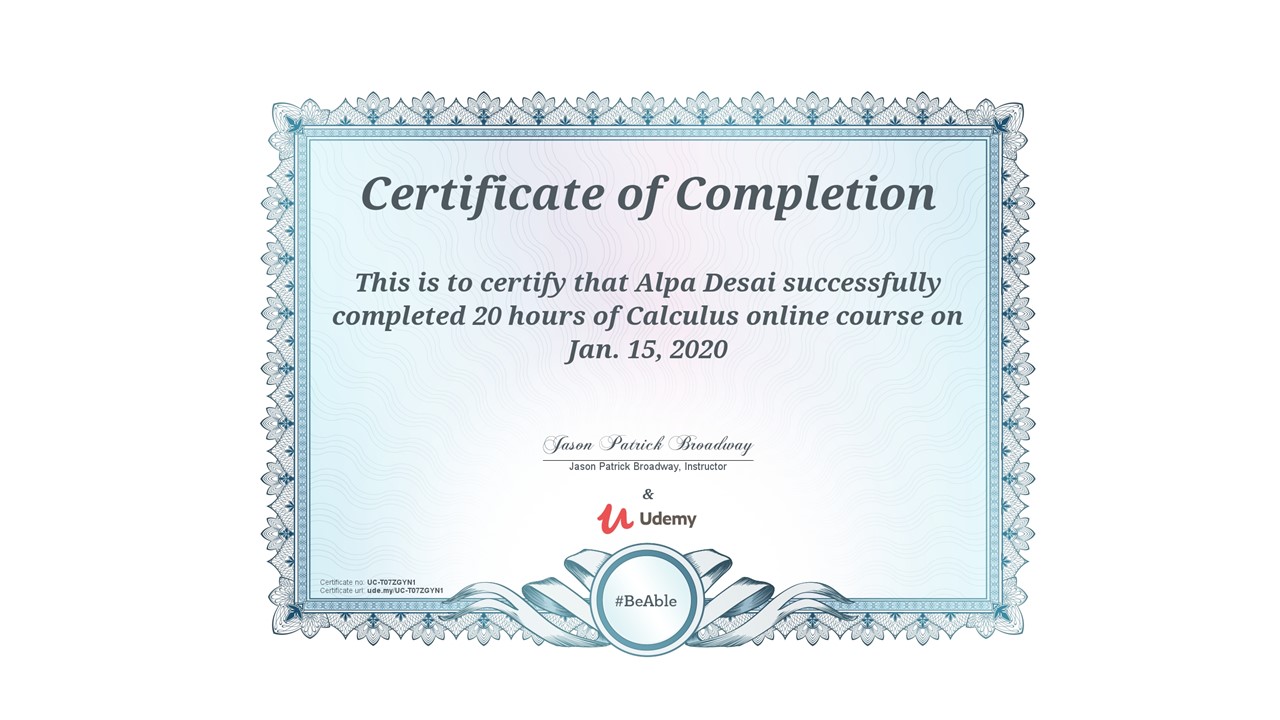 Certificate of Completion
This is to certify that Alpa Desai successfully
completed 20 hours of Calculus online course on
Jan. 15, 2020
Jason Patrick Broadway
Jason Patrick Broadway, Instructor
&
Udemy
Certificate no: UC-T07ZGYN1
Certificate url: ude.my/UC-T07ZGYN1
#BeAble